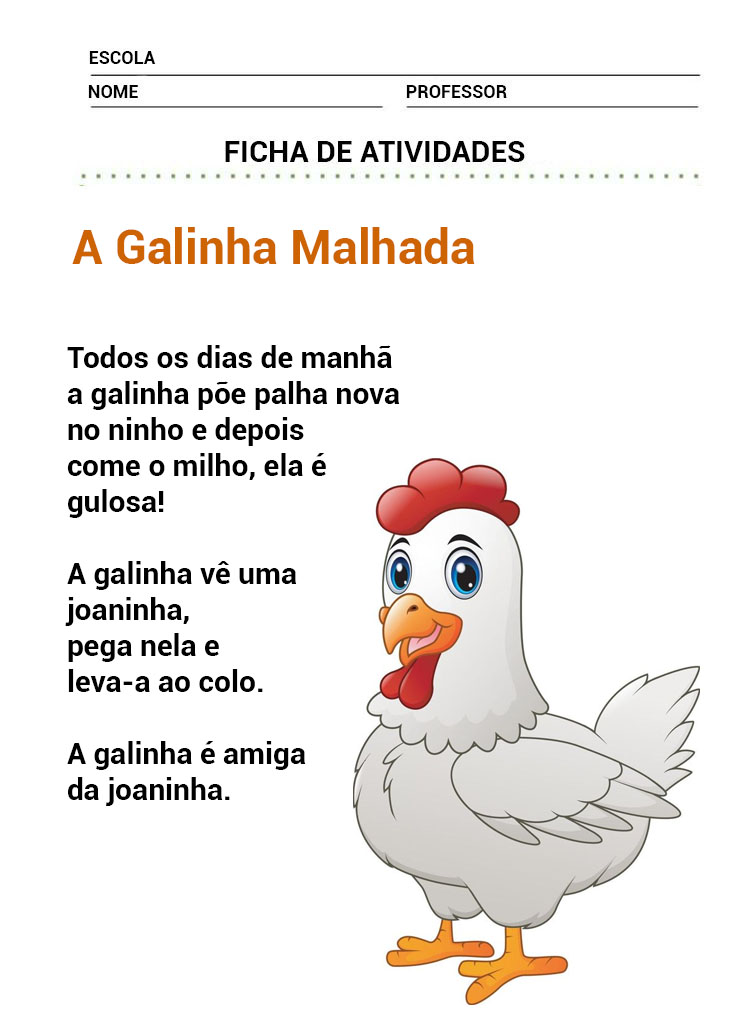 ESCOLA
NOME PROFESSOR
FICHA DE ATIVIDADES
A Galinha Malhada
Todos os dias de manhã
a galinha põe palha nova
no ninho e depois
come o milho, ela é
gulosa!
A galinha vê uma
joaninha,
pega nela e
leva-a ao colo.
A galinha é amiga
da joaninha.